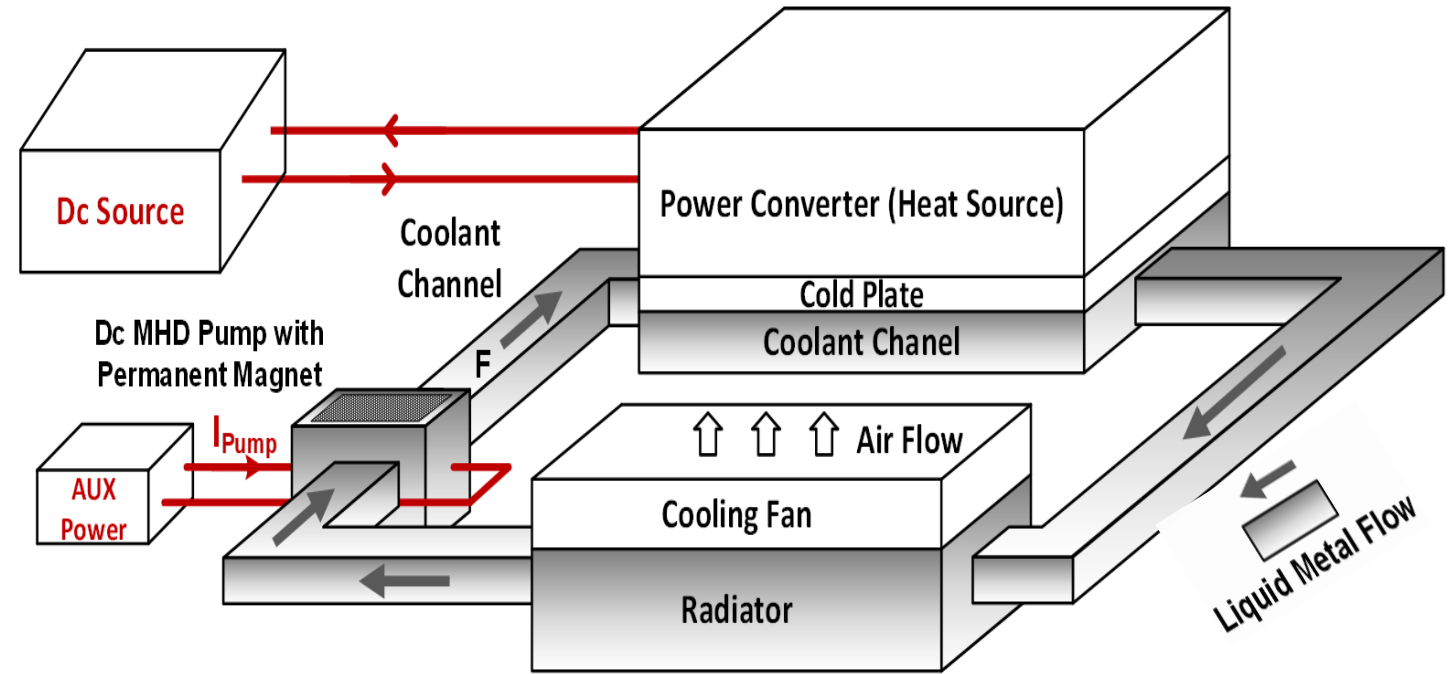 Dc Source
Power Converter (Heat Source)
Coolant
Channel
Cold Plate
Coolant Chanel
Dc MHD Pump with
Permanent Magnet
F
I Pump
Air Flow
AUX
Power
Cooling Fan
Radiator
Liquid Metal Flow